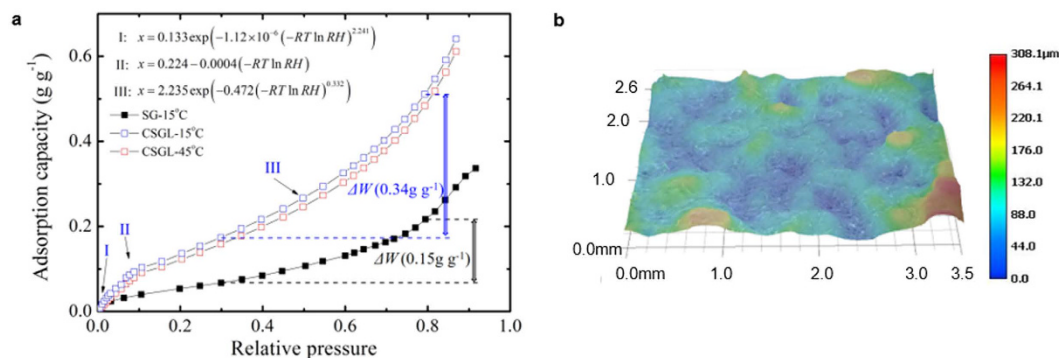 a
I: x = 0.133 exp(−1.12×10⁻⁶ (−RT ln RH)^2.241)
II: x = 0.224−0.0004(−RT ln RH)
III: x = 2.235 exp(−0.472(−RT ln RH)^0.332)
SG-15°C
CSGL-15°C
CSGL-45°C
III
II
I
ΔW(0.34g g⁻¹)
ΔW(0.15g g⁻¹)
Adsorption capacity (g g⁻¹)
0.6
0.4
0.2
0.0
0.0 0.2 0.4 0.6 0.8 1.0
Relative pressure
b
2.6
2.0
1.0
0.0mm
0.0mm 1.0 2.0 3.0 3.5
308.1µm
264.1
220.1
176.0
132.0
88.0
44.0
0.0